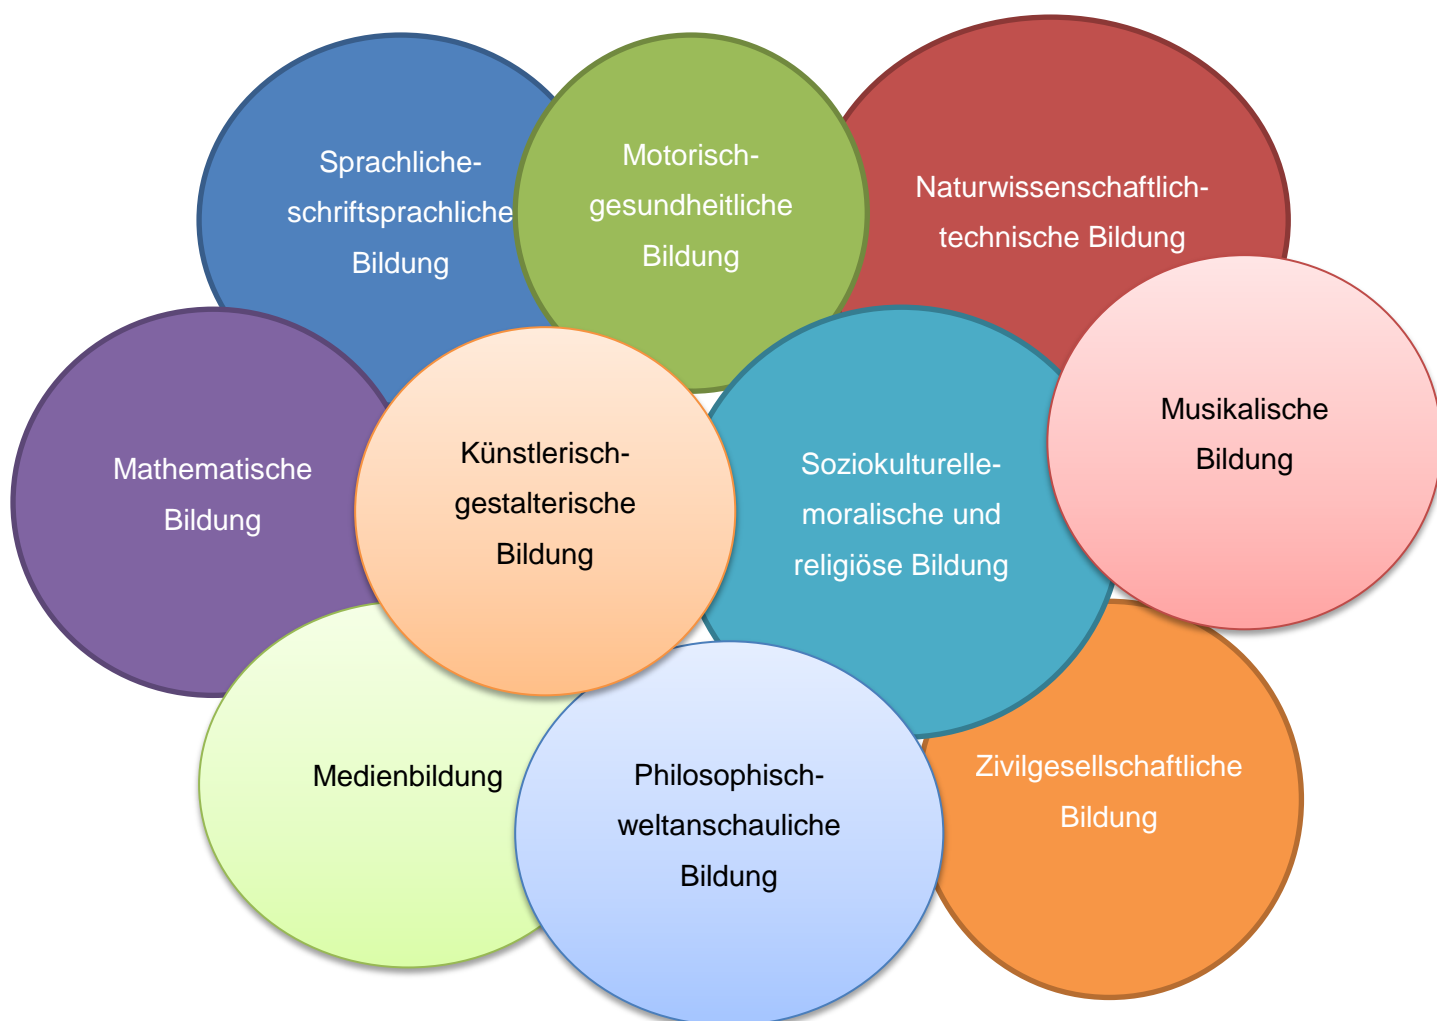 Sprachliche-
schriftsprachliche
Bildung
Motorisch-
gesundheitliche
Bildung
Naturwissenschaftlich-
technische Bildung
Mathematische
Bildung
Künstlerisch-
gestalterische
Bildung
Soziokulturelle-
moralische und
religiöse Bildung
Musikalische
Bildung
Medienbildung
Philosophisch-
weltanschauliche
Bildung
Zivilgesellschaftliche
Bildung